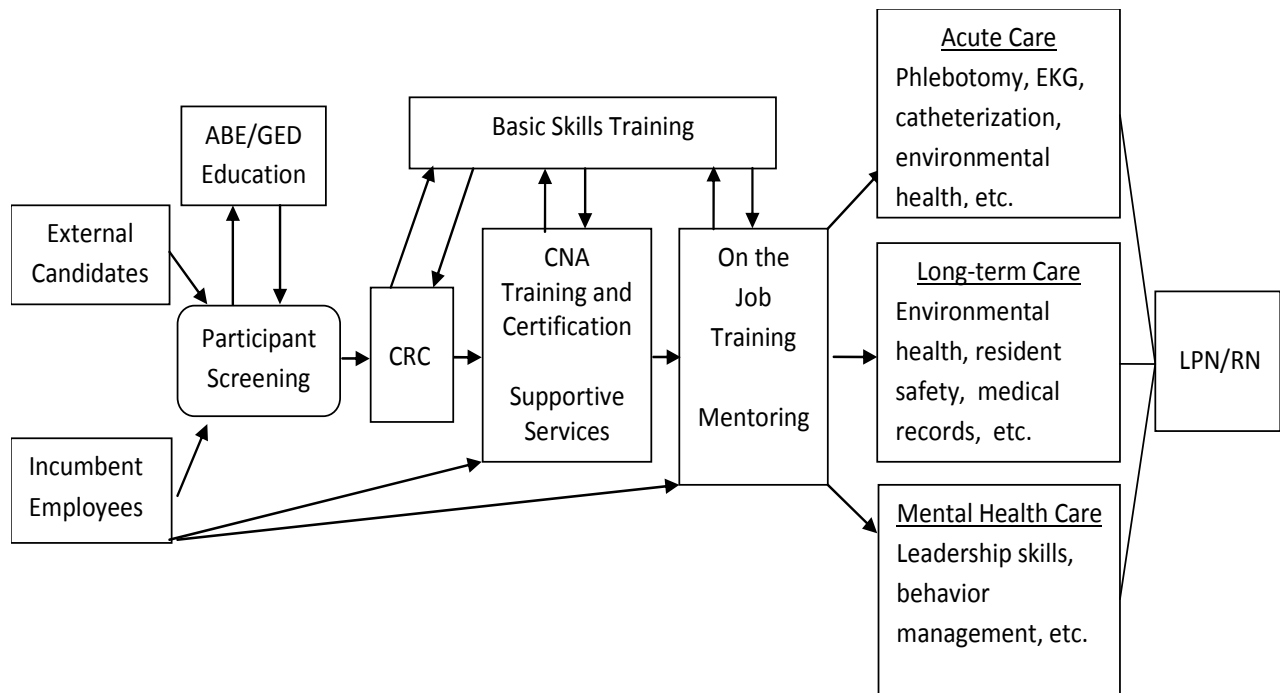 External
Candidates
Incumbent
Employees
ABE/GED
Education
Participant
Screening
Basic Skills Training
CRC
CNA
Training and
Certification
Supportive
Services
On the
Job
Training
Mentoring
Acute Care
Phlebotomy, EKG,
catheterization,
environmental
health, etc.
Long-term Care
Environmental
health, resident
safety, medical
records, etc.
Mental Health Care
Leadership skills,
behavior
management, etc.
LPN/RN